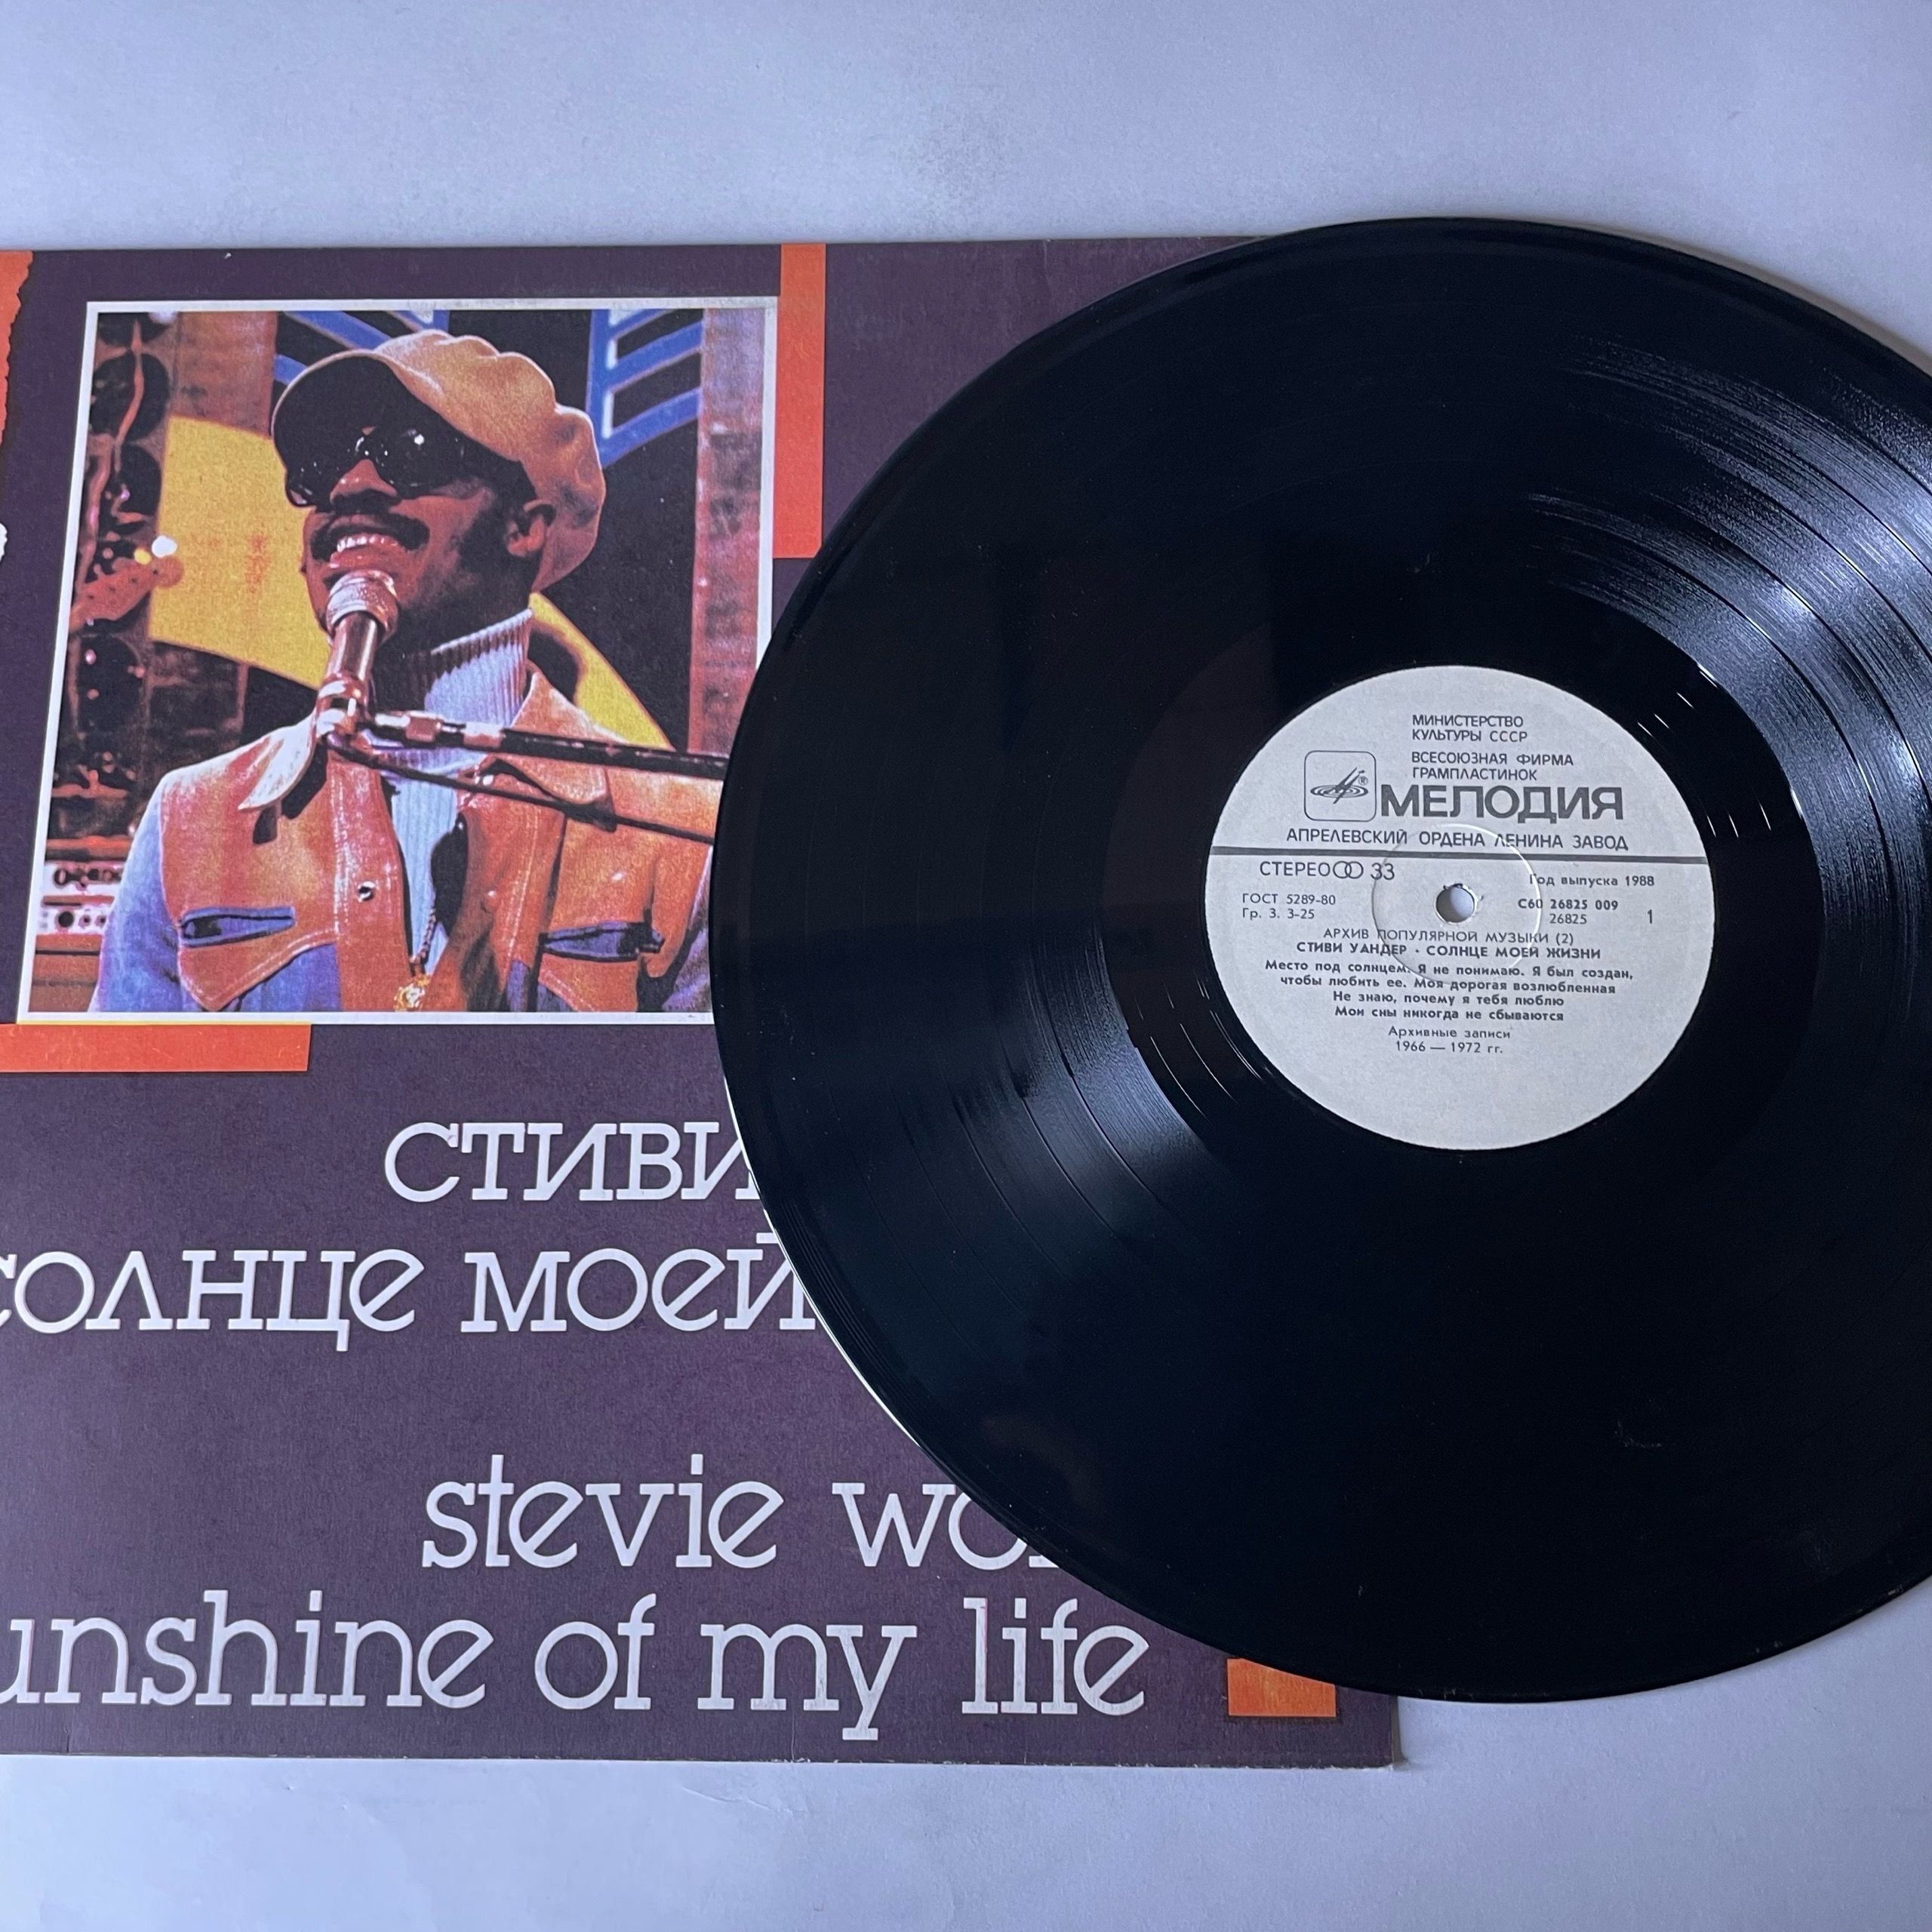 СТИВИ
СОЛНЦЕ МОЕЙ
stevie
unshine of my life
МИНИСТЕРСТВО
КУЛЬТУРЫ СССР
ВСЕСОЮЗНАЯ ФИРМА
ГРАМПЛАСТИНОК
МЕЛОДИЯ
АПРЕЛЕВСКИЙ ОРДЕНА ЛЕНИНА ЗАВОД
СТЕРЕО 33
Год выпуска 1988
ГОСТ 5289-80
Гр. 3. 3-25
С60 26825 009
26825
1
АРХИВ ПОПУЛЯРНОЙ МУЗЫКИ (2)
СТИВИ УАНДЕР · СОЛНЦЕ МОЕЙ ЖИЗНИ
Место под солнцем. Я не понимаю. Я был создан,
чтобы любить ее. Моя дорогая возлюбленная
Не знаю, почему я тебя люблю
Мои сны никогда не сбываются
Архивные записи
1966 — 1972 гг.